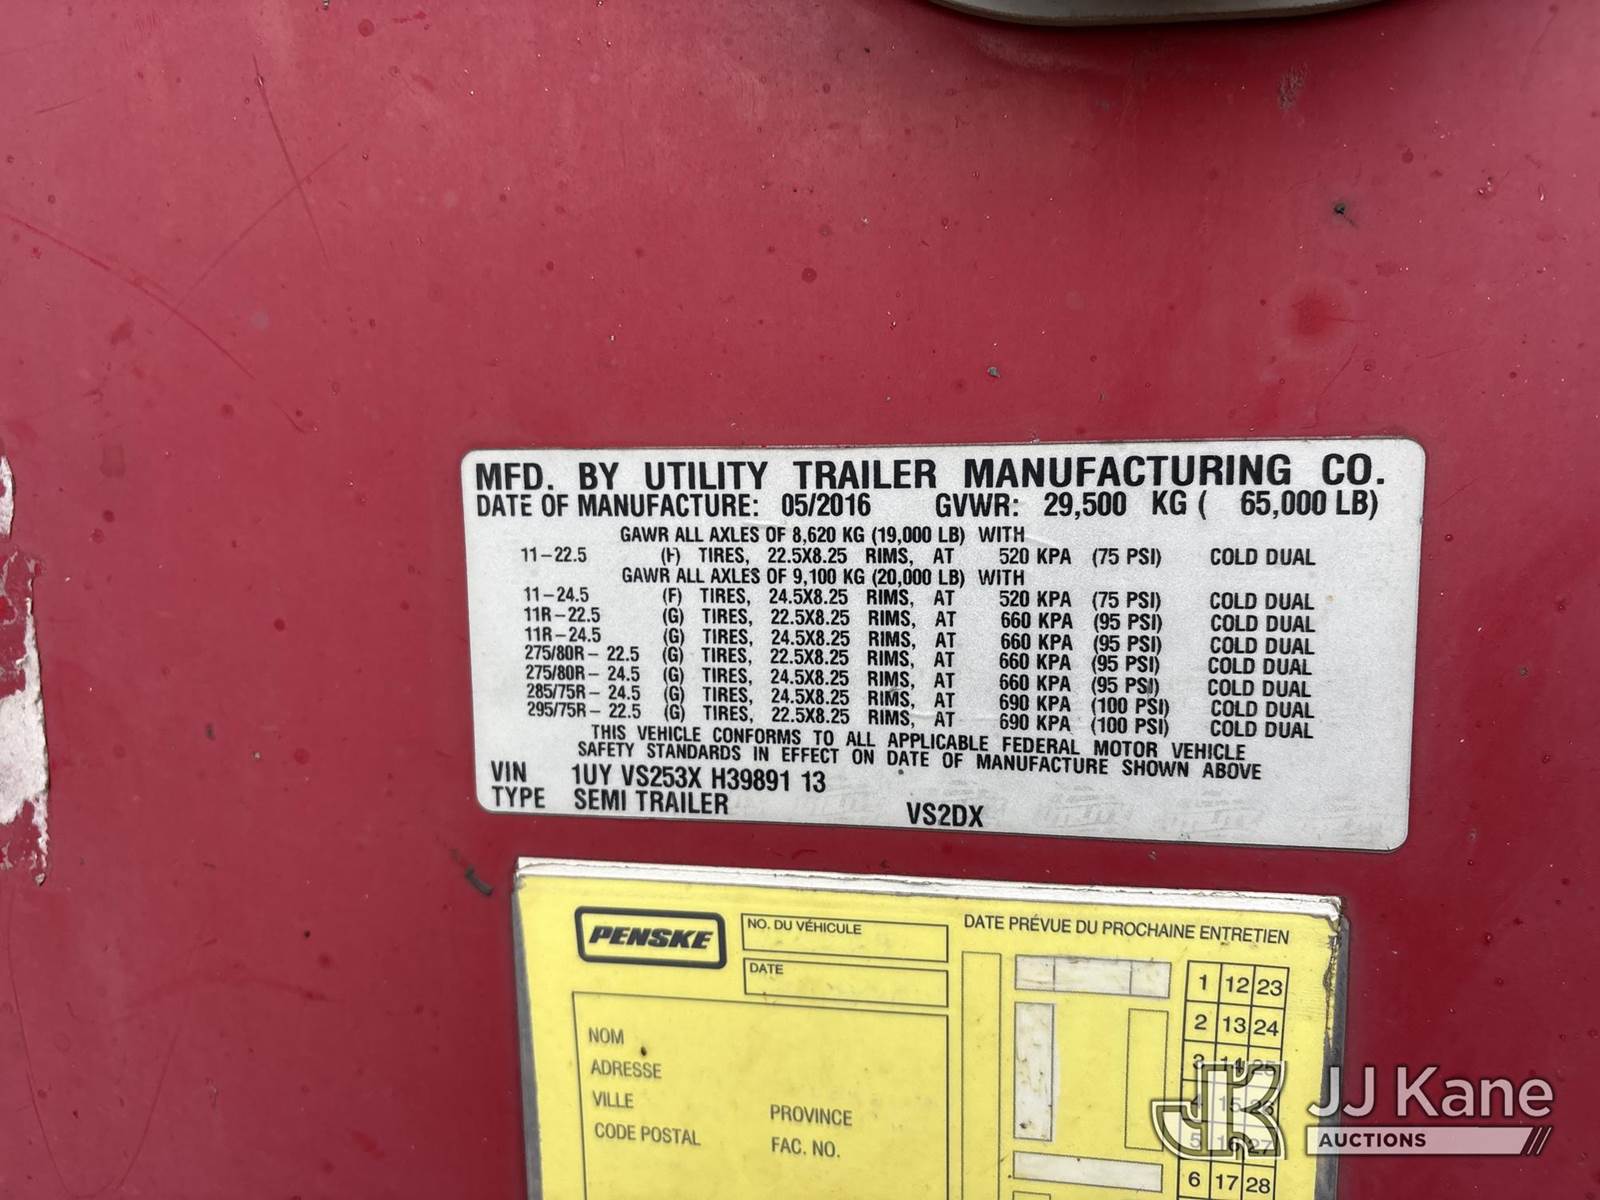 MFD. BY UTILITY TRAILER MANUFACTURING CO.
DATE OF MANUFACTURE: 05/2016 GVWR: 29,500 KG ( 65,000 LB)
GAWR ALL AXLES OF 8,620 KG (19,000 LB) WITH
11-22.5 (F) TIRES, 22.5X8.25 RIMS, AT 520 KPA (75 PSI) COLD DUAL
GAWR ALL AXLES OF 9,100 KG (20,000 LB) WITH
11-24.5 (F) TIRES, 24.5X8.25 RIMS, AT 520 KPA (75 PSI) COLD DUAL
11R-22.5 (G) TIRES, 22.5X8.25 RIMS, AT 660 KPA (95 PSI) COLD DUAL
11R-24.5 (G) TIRES, 24.5X8.25 RIMS, AT 660 KPA (95 PSI) COLD DUAL
275/80R- 22.5 (G) TIRES, 22.5X8.25 RIMS, AT 660 KPA (95 PSI) COLD DUAL
275/80R- 24.5 (G) TIRES, 24.5X8.25 RIMS, AT 660 KPA (95 PSI) COLD DUAL
285/75R- 24.5 (G) TIRES, 24.5X8.25 RIMS, AT 690 KPA (100 PSI) COLD DUAL
295/75R- 22.5 (G) TIRES, 22.5X8.25 RIMS, AT 690 KPA (100 PSI) COLD DUAL
THIS VEHICLE CONFORMS TO ALL APPLICABLE FEDERAL MOTOR VEHICLE
SAFETY STANDARDS IN EFFECT ON DATE OF MANUFACTURE SHOWN ABOVE
VIN 1UY VS253X H39891 13
TYPE SEMI TRAILER VS2DX
PENSKE
NO. DU VÉHICULE
DATE
DATE PRÉVUE DU PROCHAINE ENTRETIEN
NOM
ADRESSE
VILLE
PROVINCE
CODE POSTAL
FAC. NO.
1 12 23
2 13 24
3 14 25
4 15 26
5 16 27
6 17 28
JJ Kane
AUCTIONS